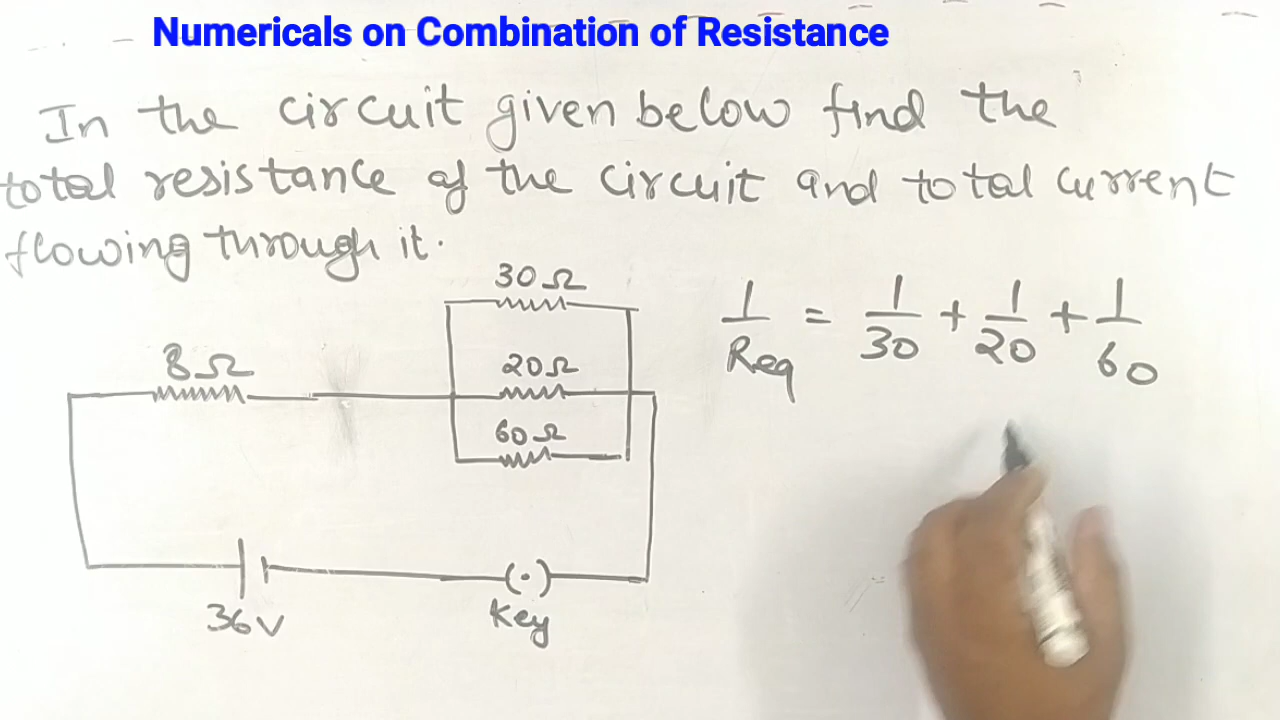 Numericals on Combination of Resistance
In the circuit given below find the
total resistance of the circuit and total current
flowing through it.
30Ω
8Ω
20Ω
60Ω
36V
Key
1/Req = 1/30 + 1/20 + 1/60